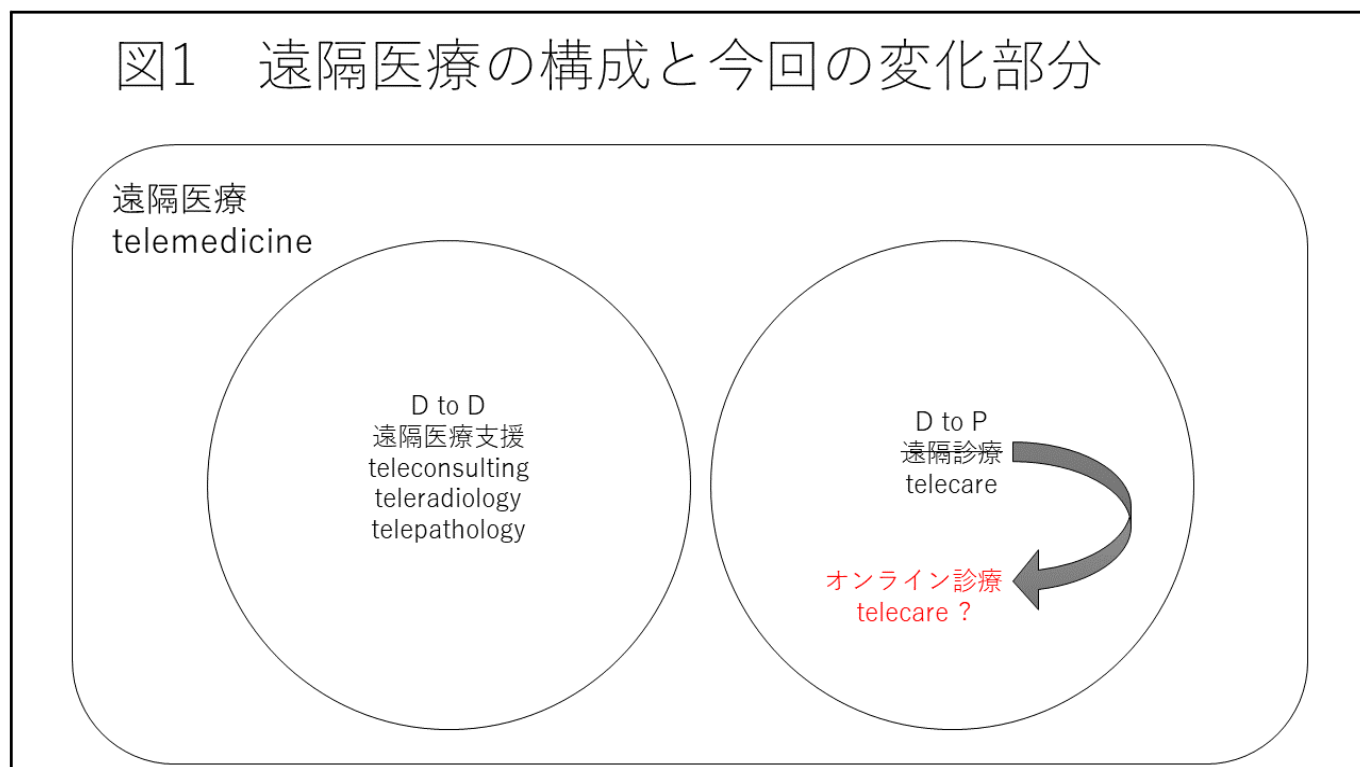 図1　遠隔医療の構成と今回の変化部分
遠隔医療
telemedicine
D to D
遠隔医療支援
teleconsulting
teleradiology
telepathology
D to P
遠隔診療
telecare
オンライン診療
telecare ?